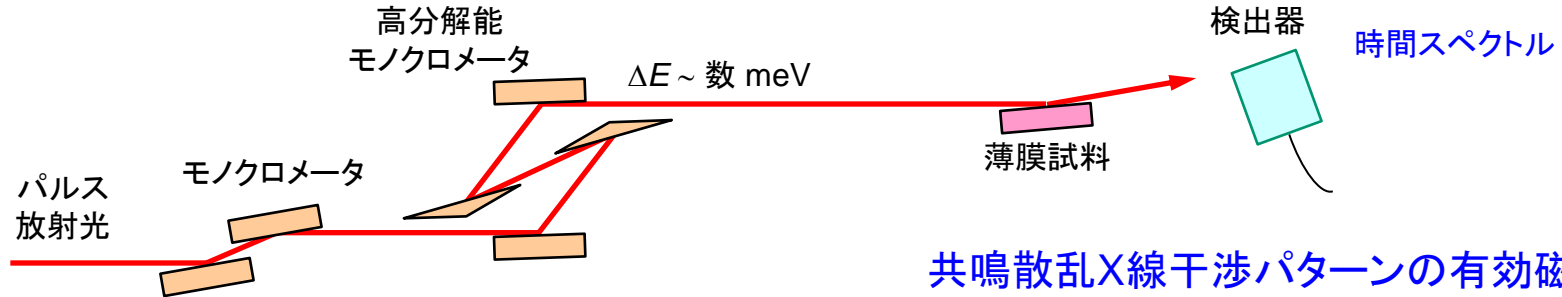 高分解能
モノクロメータ
ΔE ~ 数 meV
検出器
時間スペクトル
モノクロメータ
薄膜試料
パルス
放射光
共鳴散乱X線干渉パターンの有効磁